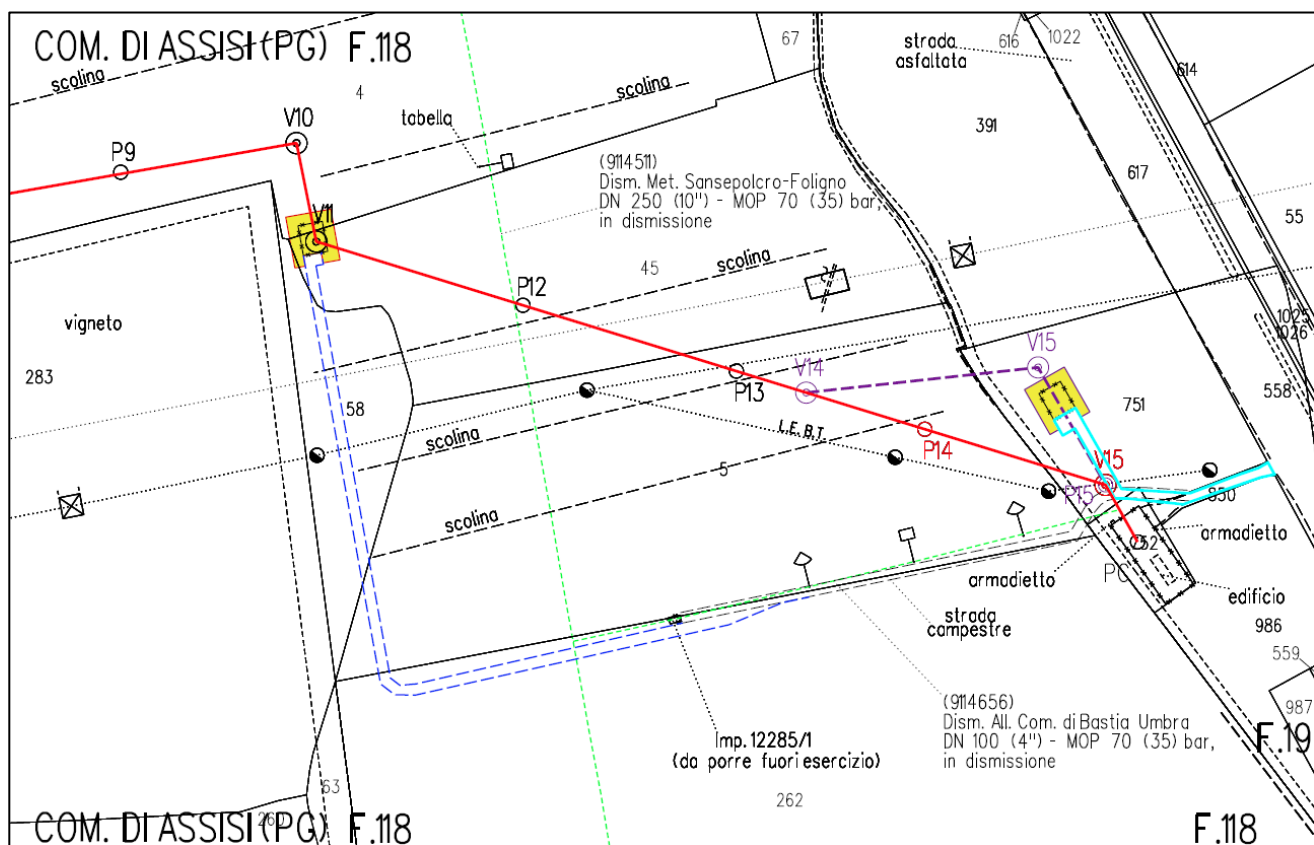 COM. DI ASSISI (PG) F.118
67
616
1022
strada
asfaltata
614
scolina
4
scolina
V10
tabella
391
P9
(9114511)
Dism. Met. Sansepolcro-Foligno
DN 250 (10") - MOP 70 (35) bar,
in dismissione
617
V11
55
45
scolina
P12
vigneto
1025
1026
V15
283
P13
V14
558
58
751
I.E.B.T.
scolina
P14
5
V15
P15
850
scolina
armadietto
252
armadietto
PC
edificio
strada
campestre
986
559
(9114656)
Dism. All. Com. di Bastia Umbra
DN 100 (4") - MOP 70 (35) bar,
in dismissione
987
Imp. 12285/1
(da porre fuori esercizio)
F.19
63
262
260
COM. DI ASSISI (PG) F.118
F.118